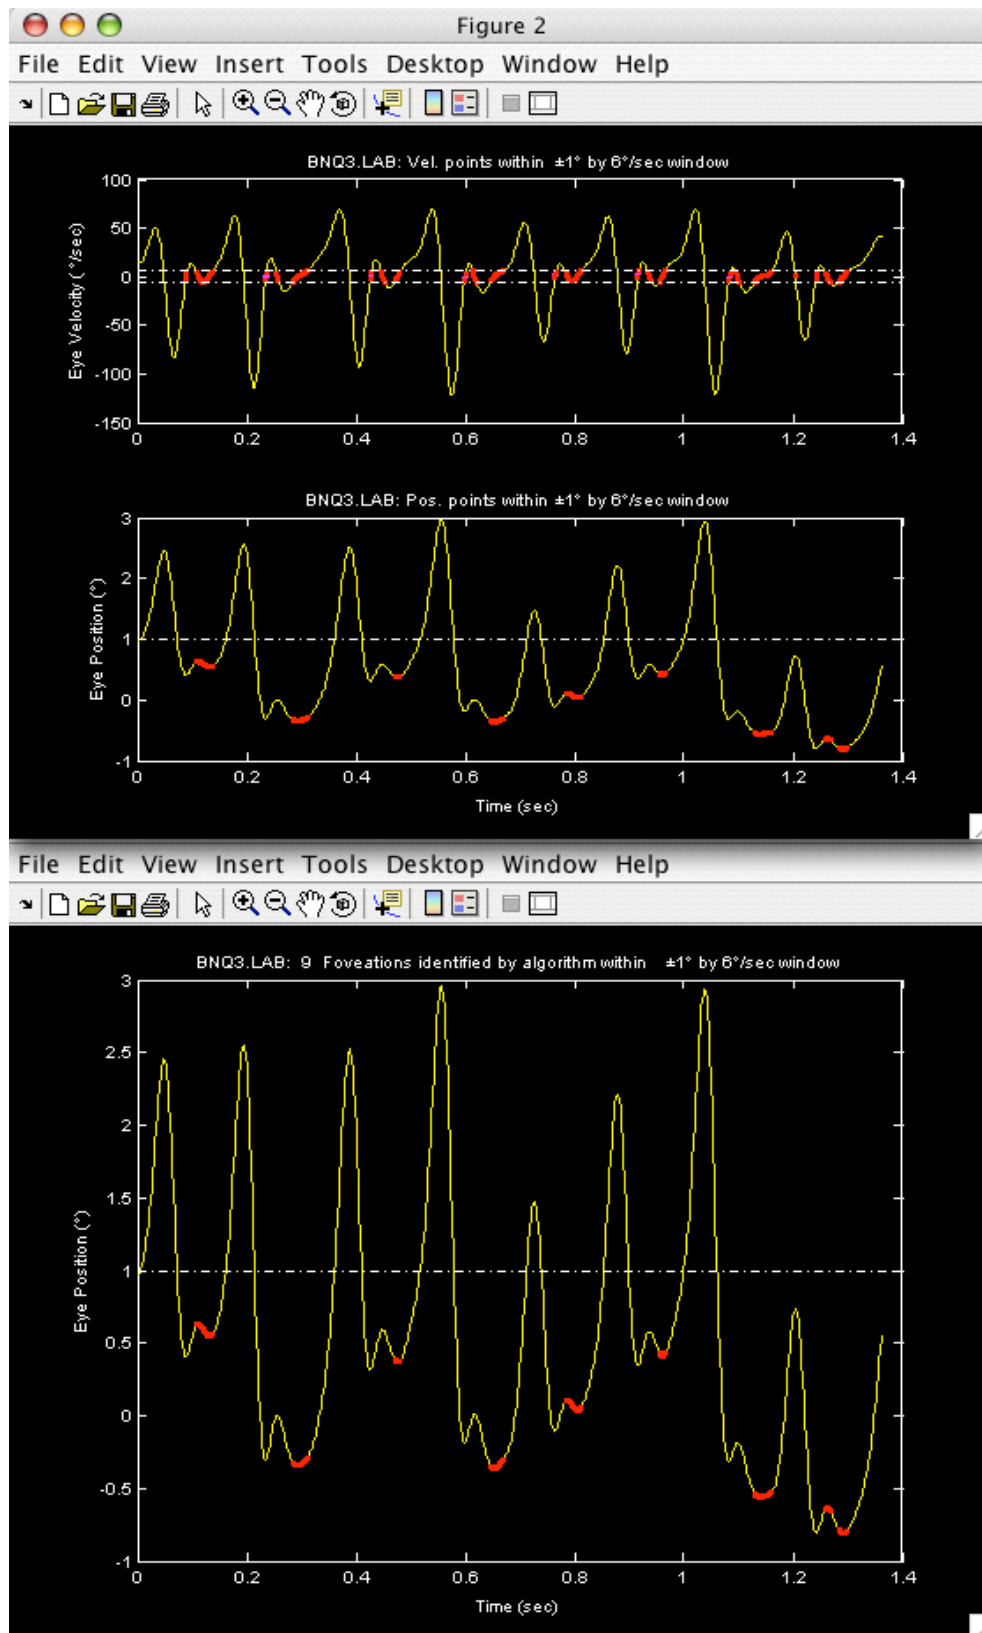 Figure 2
File Edit View Insert Tools Desktop Window Help
BNQ3.LAB: Vel. points within ±1° by 6°/sec window
100
50
0
-50
-100
-150
Eye Velocity (°/sec)
0 0.2 0.4 0.6 0.8 1 1.2 1.4
BNQ3.LAB: Pos. points within ±1° by 6°/sec window
3
2
1
0
-1
Eye Position (°)
0 0.2 0.4 0.6 0.8 1 1.2 1.4
Time (sec)
File Edit View Insert Tools Desktop Window Help
BNQ3.LAB: 9 Foveations identified by algorithm within ±1° by 6°/sec window
3
2.5
2
1.5
1
0.5
0
-0.5
-1
Eye Position (°)
0 0.2 0.4 0.6 0.8 1 1.2 1.4
Time (sec)